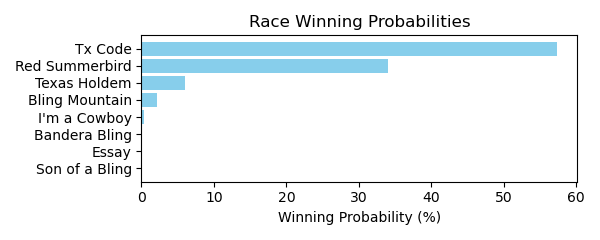 Race Winning Probabilities
Tx Code
Red Summerbird
Texas Holdem
Bling Mountain
I'm a Cowboy
Bandera Bling
Essay
Son of a Bling
0 10 20 30 40 50 60
Winning Probability (%)